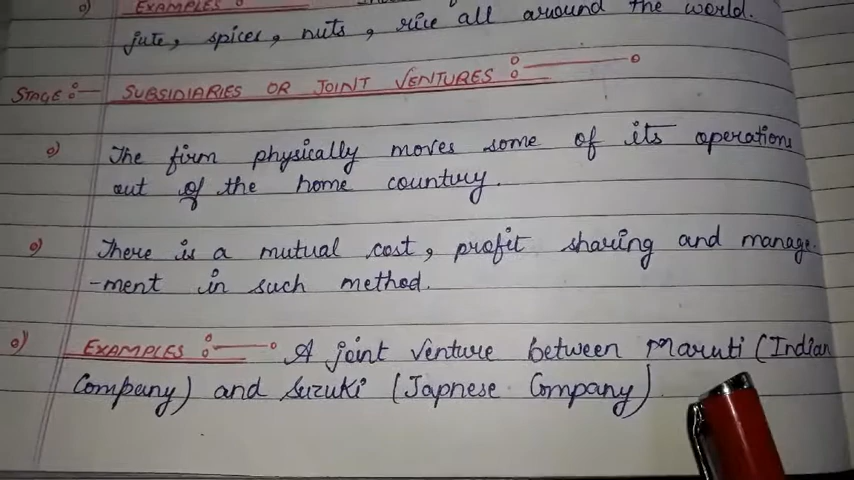 EXAMPLES :
jute, spices, nuts, rice all around the world.
STAGE :- SUBSIDIARIES OR JOINT VENTURES :
The firm physically moves some of its operations
out of the home countury.
There is a mutual cost, profit sharing and manage-
-ment in such method.
EXAMPLES :- A joint venture between Maruti (Indian
Company) and Suzuki (Japnese Company)